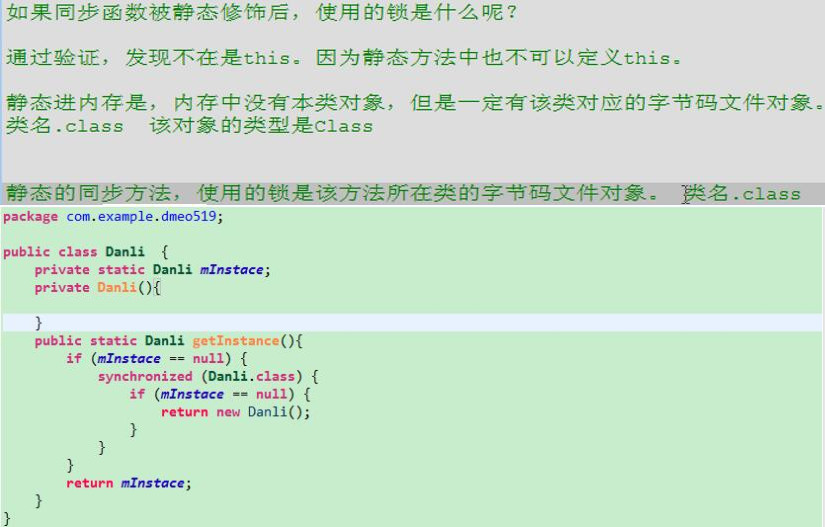 如果同步函数被静态修饰后，使用的锁是什么呢？
通过验证，发现不在是this。因为静态方法中也不可以定义this。
静态进内存是，内存中没有本类对象，但是一定有该类对应的字节码文件对象。
类名.class  该对象的类型是Class
静态的同步方法，使用的锁是该方法所在类的字节码文件对象。 类名.class
package com.example.dmeo519;
public class Danli  {
    private static Danli mInstace;
    private Danli(){
    }
    public static Danli getInstance(){
        if (mInstace == null) {
            synchronized (Danli.class) {
                if (mInstace == null) {
                    return new Danli();
                }
            }
        }
        return mInstace;
    }
}